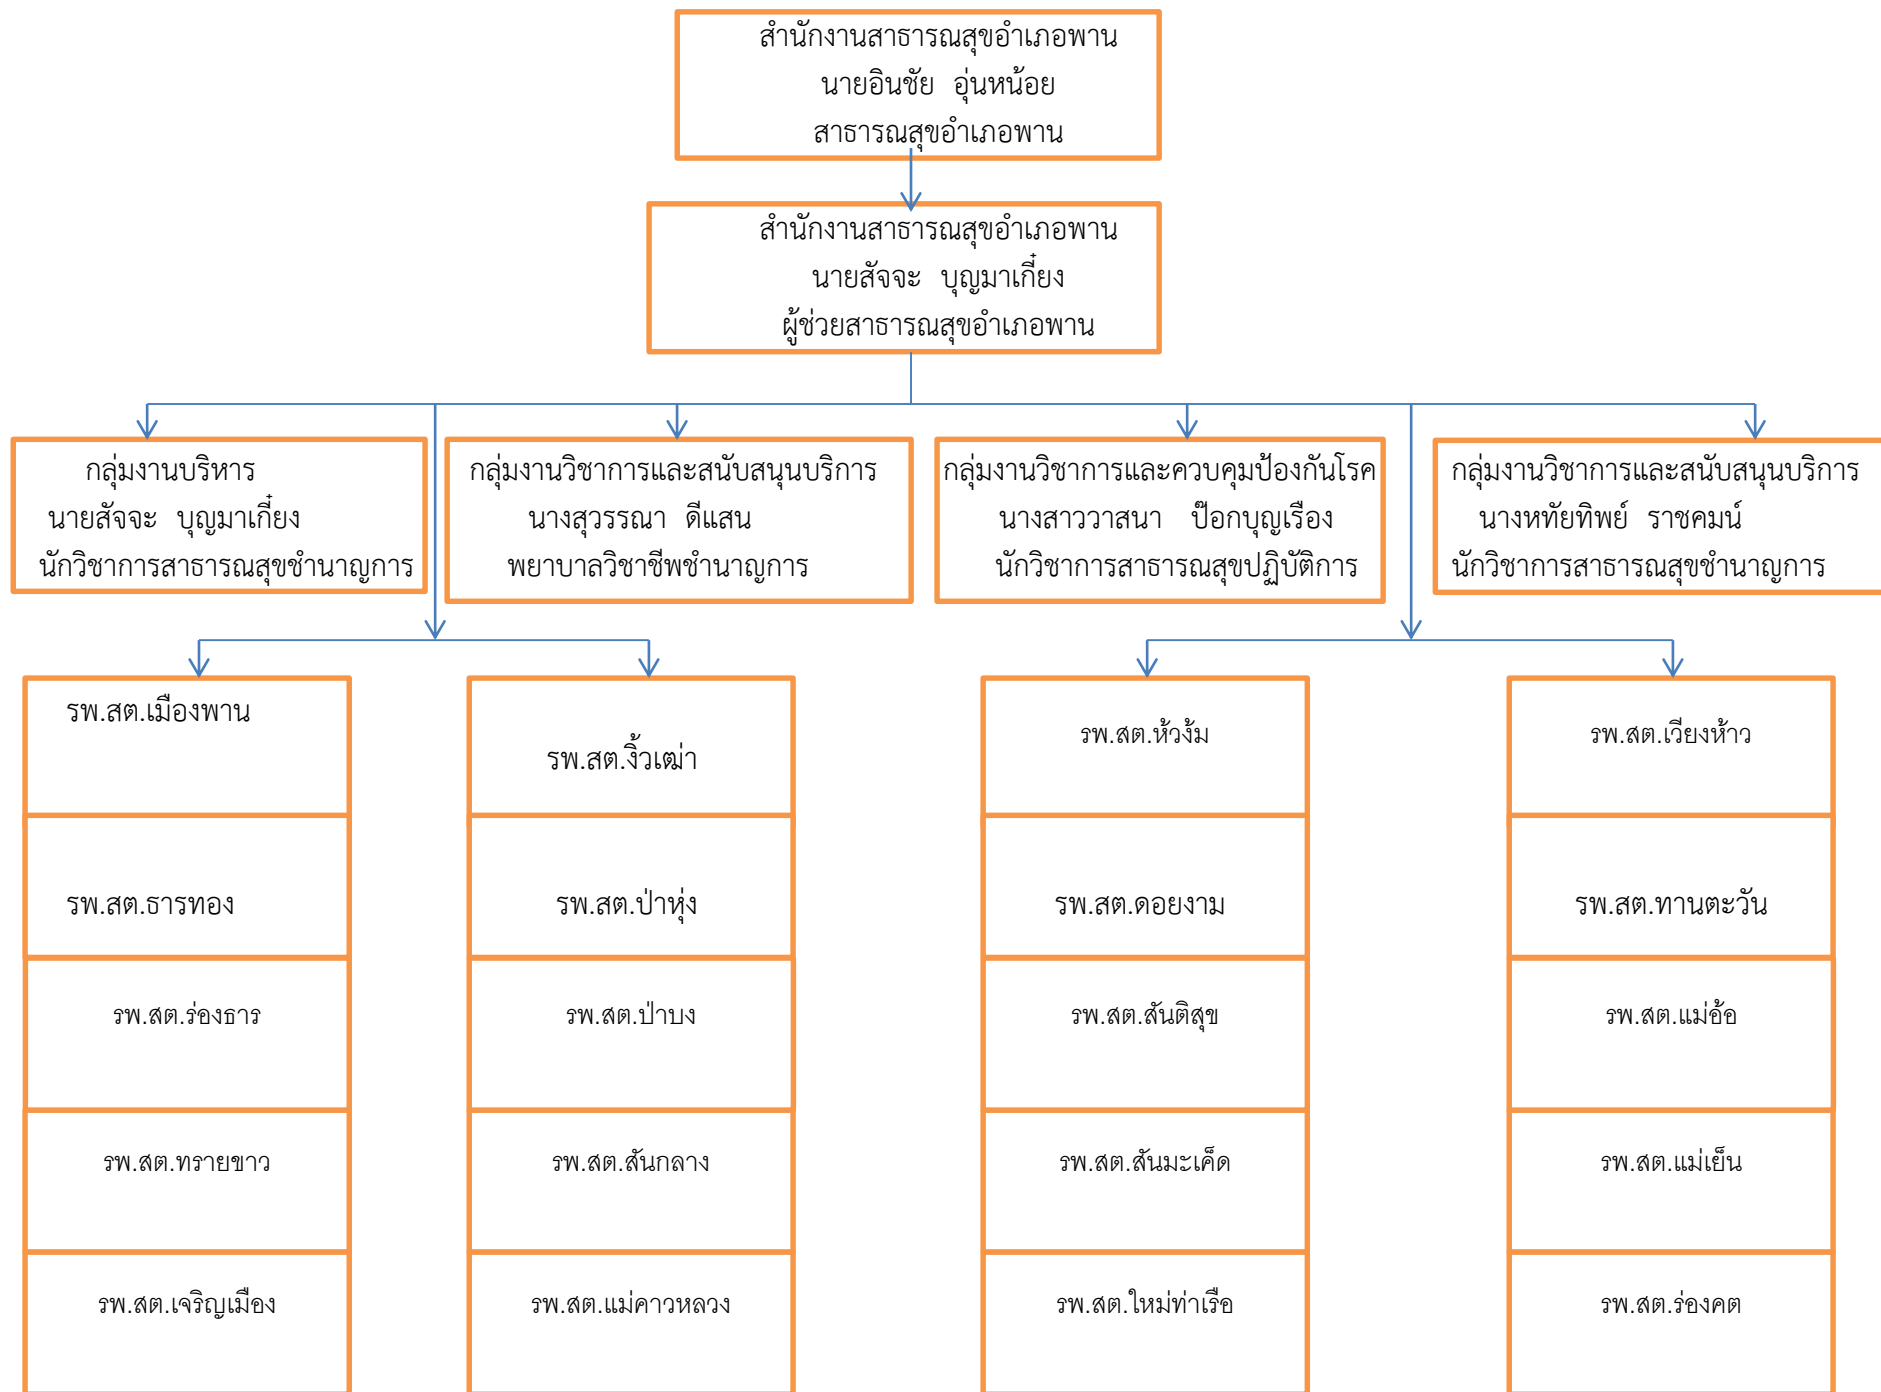 สำนักงานสาธารณสุขอำเภอพาน
นายอินชัย อุ่นหน้อย
สาธารณสุขอำเภอพาน
สำนักงานสาธารณสุขอำเภอพาน
นายสัจจะ บุญมาเกี๋ยง
ผู้ช่วยสาธารณสุขอำเภอพาน
กลุ่มงานบริหาร
นายสัจจะ บุญมาเกี๋ยง
นักวิชาการสาธารณสุขชำนาญการ
กลุ่มงานวิชาการและสนับสนุนบริการ
นางสุวรรณา ดีแสน
พยาบาลวิชาชีพชำนาญการ
กลุ่มงานวิชาการและควบคุมป้องกันโรค
นางสาววาสนา ป๊อกบุญเรือง
นักวิชาการสาธารณสุขปฏิบัติการ
กลุ่มงานวิชาการและสนับสนุนบริการ
นางหทัยทิพย์ ราชคมน์
นักวิชาการสาธารณสุขชำนาญการ
รพ.สต.เมืองพาน
รพ.สต.ธารทอง
รพ.สต.ร่องธาร
รพ.สต.ทรายขาว
รพ.สต.เจริญเมือง
รพ.สต.งิ้วเฒ่า
รพ.สต.ป่าหุ่ง
รพ.สต.ป่าบง
รพ.สต.สันกลาง
รพ.สต.แม่คาวหลวง
รพ.สต.หัวง้ม
รพ.สต.ดอยงาม
รพ.สต.สันติสุข
รพ.สต.สันมะเค็ด
รพ.สต.ใหม่ท่าเรือ
รพ.สต.เวียงห้าว
รพ.สต.ทานตะวัน
รพ.สต.แม่อ้อ
รพ.สต.แม่เย็น
รพ.สต.ร่องคต